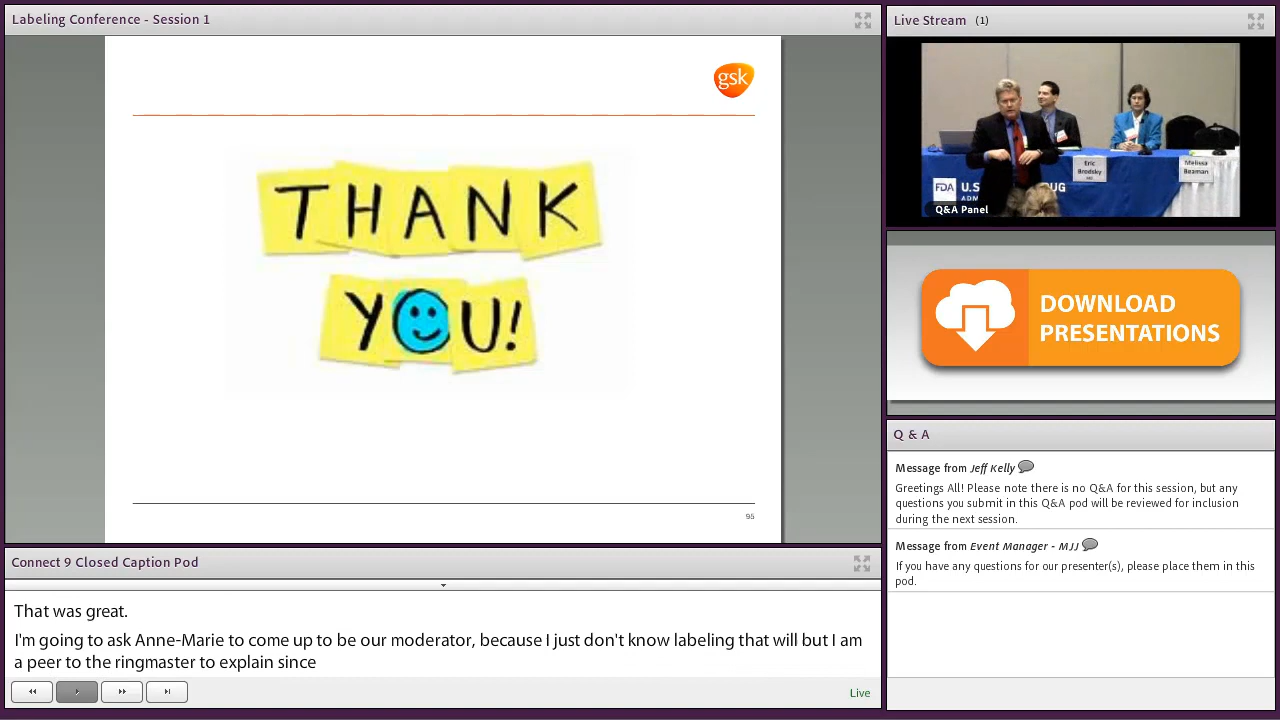 Labeling Conference - Session 1
gsk
THANK
YOU!
95
Connect 9 Closed Caption Pod
That was great.
I'm going to ask Anne-Marie to come up to be our moderator, because I just don't know labeling that will but I am
a peer to the ringmaster to explain since
Live
Live Stream (1)
Eric
Brodsky
Melissa
Beaman
FDA U.S UG
ADM
Q&A Panel
DOWNLOAD
PRESENTATIONS
Q & A
Message from Jeff Kelly
Greetings All! Please note there is no Q&A for this session, but any
questions you submit in this Q&A pod will be reviewed for inclusion
during the next session.
Message from Event Manager - MJJ
If you have any questions for our presenter(s), please place them in this
pod.